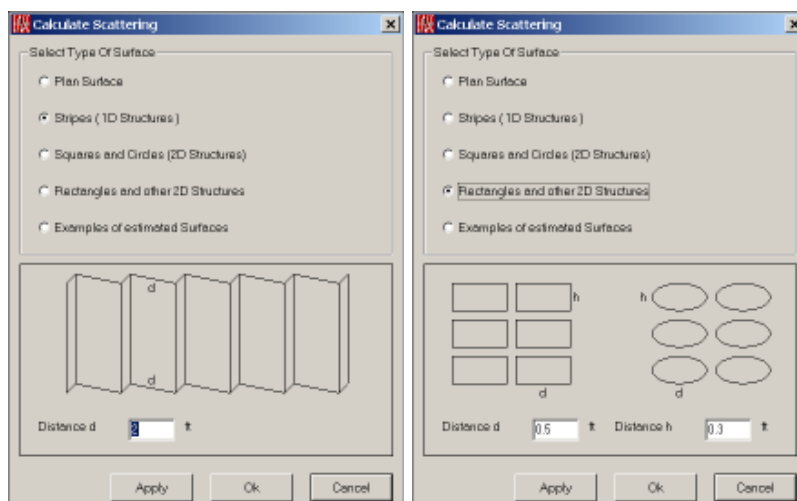 Calculate Scattering
Select Type Of Surface
Plan Surface
Stripes ( 1D Structures )
Squares and Circles (2D Structures)
Rectangles and other 2D Structures
Examples of estimated Surfaces
d
d
Distance d 2 ft
Apply Ok Cancel
Calculate Scattering
Select Type Of Surface
Plan Surface
Stripes ( 1D Structures )
Squares and Circles (2D Structures)
Rectangles and other 2D Structures
Examples of estimated Surfaces
h h
d d
Distance d 0.5 ft Distance h 0.3 ft
Apply Ok Cancel